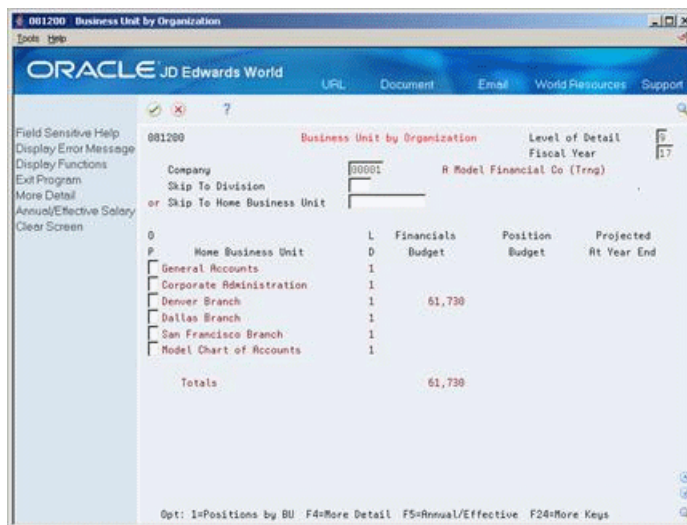 081200 Business Unit by Organization
Tools Help
ORACLE JD Edwards World
URL Document Email World Resources Support
?
Field Sensitive Help
Display Error Message
Display Functions
Exit Program
More Detail
Annual/Effective Salary
Clear Screen
081200 Business Unit by Organization Level of Detail 9
Fiscal Year 17
Company 00001 A Model Financial Co (Trng)
Skip To Division
or Skip To Home Business Unit
O L Financials Position Projected
P Home Business Unit D Budget Budget At Year End
General Accounts 1
Corporate Administration 1
Denver Branch 1 61,730
Dallas Branch 1
San Francisco Branch 1
Model Chart of Accounts 1
Totals 61,730
Opt: 1=Positions by BU F4=More Detail F5=Annual/Effective F24=More Keys